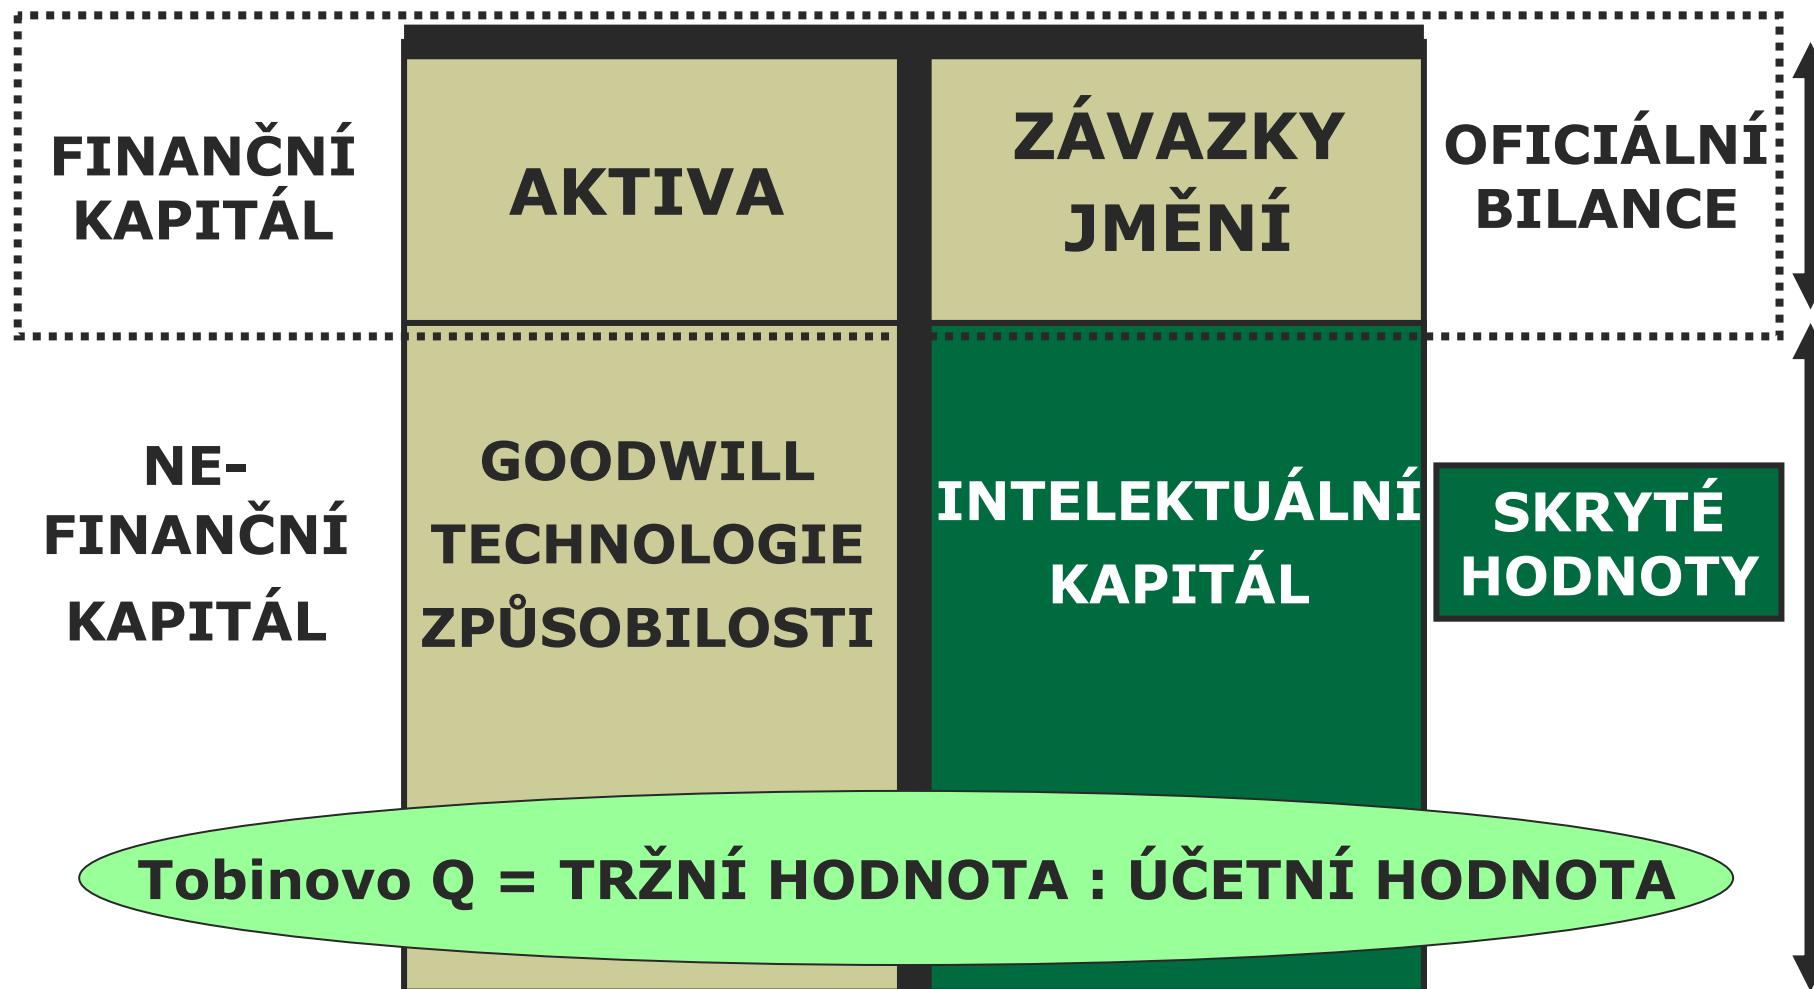 FINANČNÍ
KAPITÁL
AKTIVA
ZÁVAZKY
JMĚNÍ
OFICIÁLNÍ
BILANCE
NE-
FINANČNÍ
KAPITÁL
GOODWILL
TECHNOLOGIE
ZPŮSOBILOSTI
INTELEKTUÁLNÍ
KAPITÁL
SKRYTÉ
HODNOTY
Tobinovo Q = TRŽNÍ HODNOTA : ÚČETNÍ HODNOTA